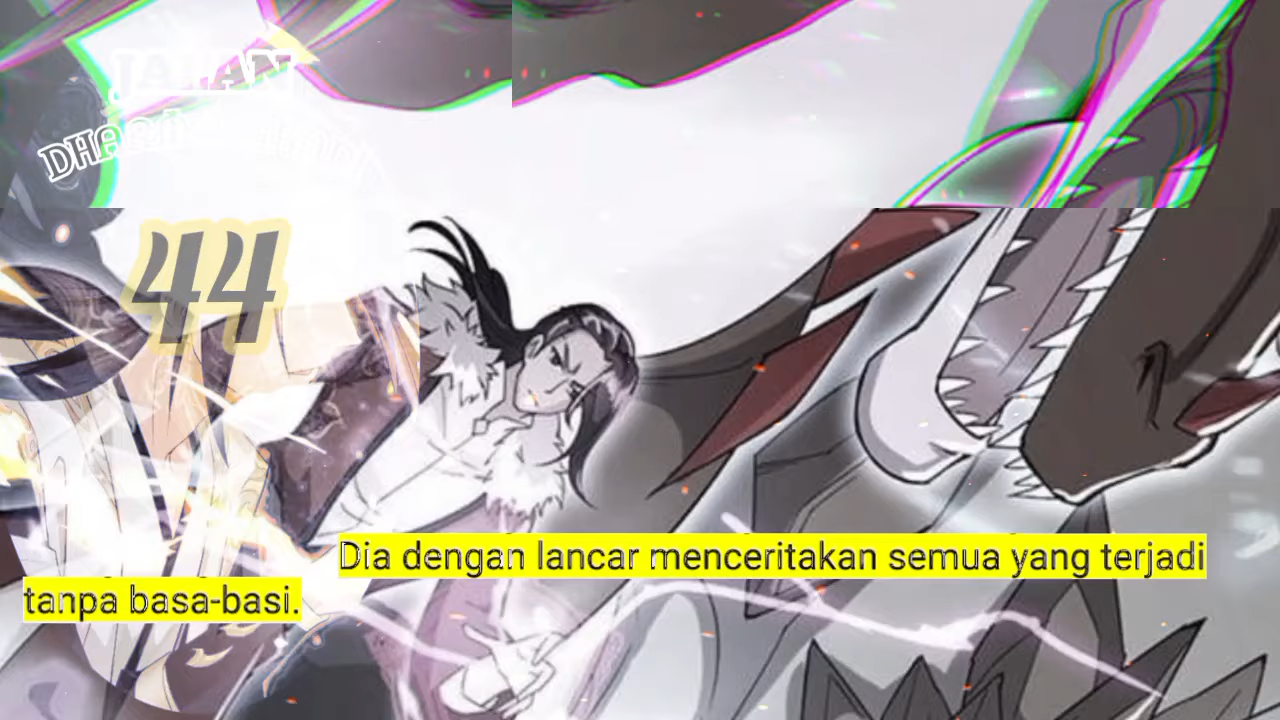 JALAN
44
Dia dengan lancar menceritakan semua yang terjadi
tanpa basa-basi.